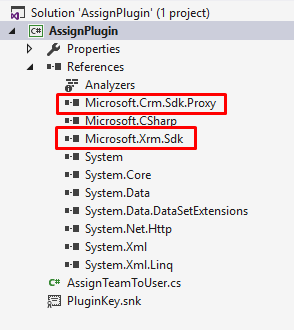 Solution 'AssignPlugin' (1 project)
C# AssignPlugin
Properties
References
Analyzers
Microsoft.Crm.Sdk.Proxy
Microsoft.CSharp
Microsoft.Xrm.Sdk
System
System.Core
System.Data
System.Data.DataSetExtensions
System.Net.Http
System.Xml
System.Xml.Linq
C# AssignTeamToUser.cs
PluginKey.snk